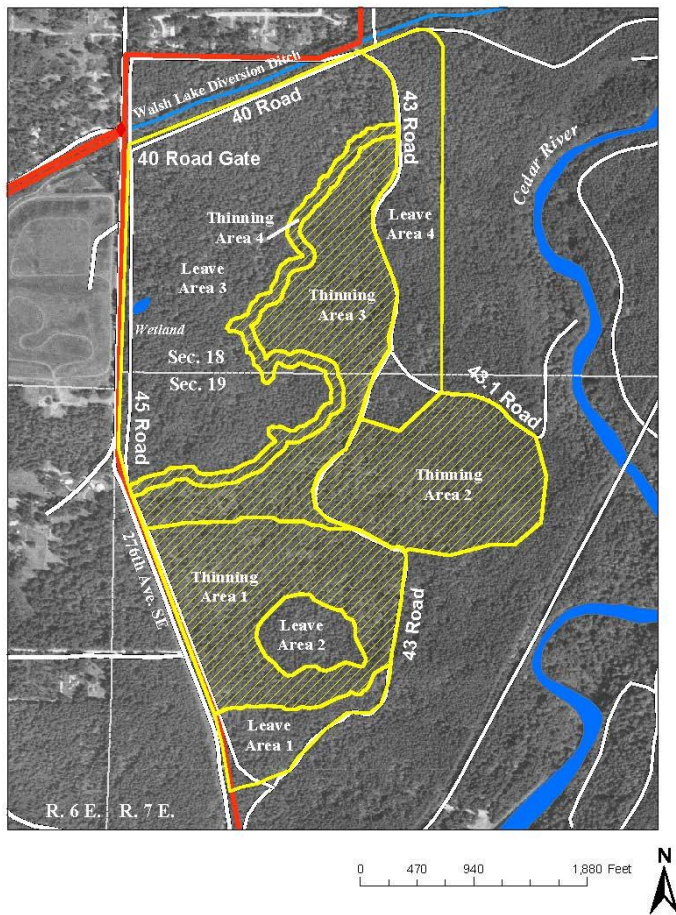 Walsh Lake Diversion Ditch
40 Road
40 Road Gate
43 Road
Cedar River
Thinning
Area 4
Leave
Area 4
Leave
Area 3
Thinning
Area 3
Wetland
Sec. 18
Sec. 19
43.1 Road
45 Road
Thinning
Area 2
276th Ave. SE
Thinning
Area 1
Leave
Area 2
43 Road
Leave
Area 1
R. 6 E. R. 7 E.
0 470 940 1,880 Feet
N